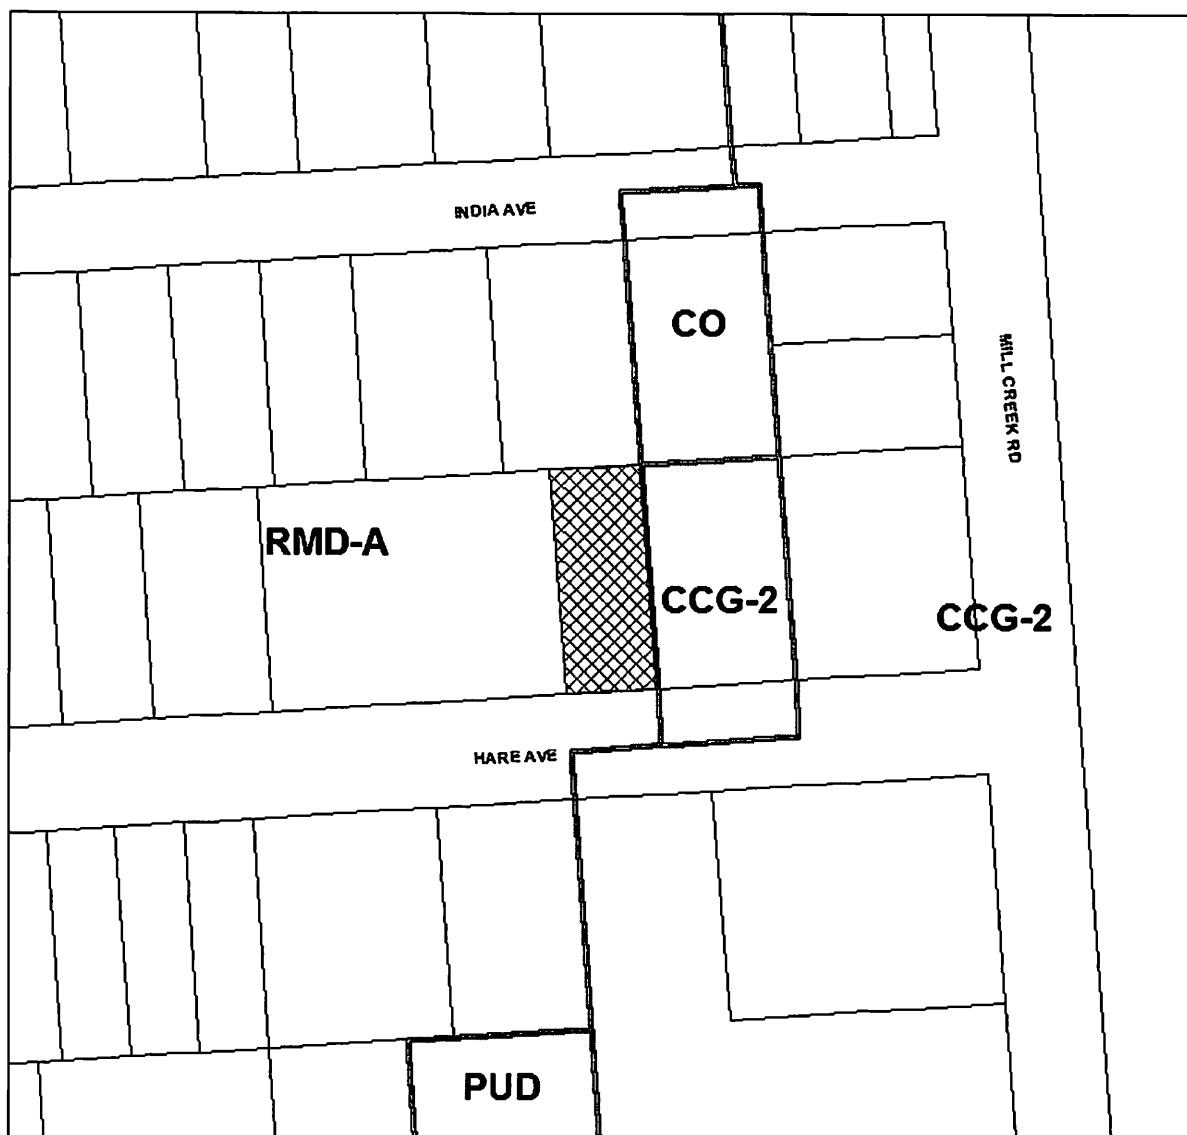 INDIA AVE
CO
MILL CREEK RD
RMD-A
CCG-2
CCG-2
HARE AVE
PUD